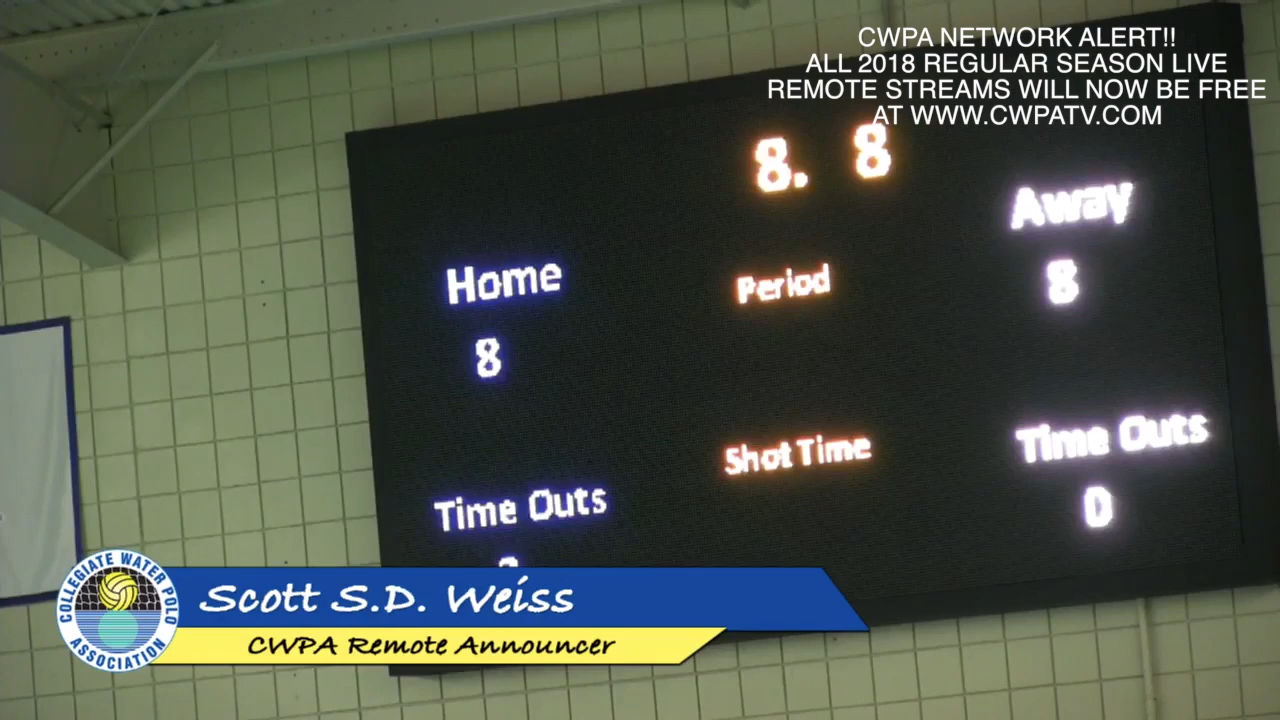 CWPA NETWORK ALERT!!
ALL 2018 REGULAR SEASON LIVE
REMOTE STREAMS WILL NOW BE FREE
AT WWW.CWPATV.COM
8. 8
Away
8
Home
8
Period
Shot Time
Time Outs
0
Time Outs
COLLEGIATE WATER POLO
ASSOCIATION
Scott S.D. Weiss
CWPA Remote Announcer